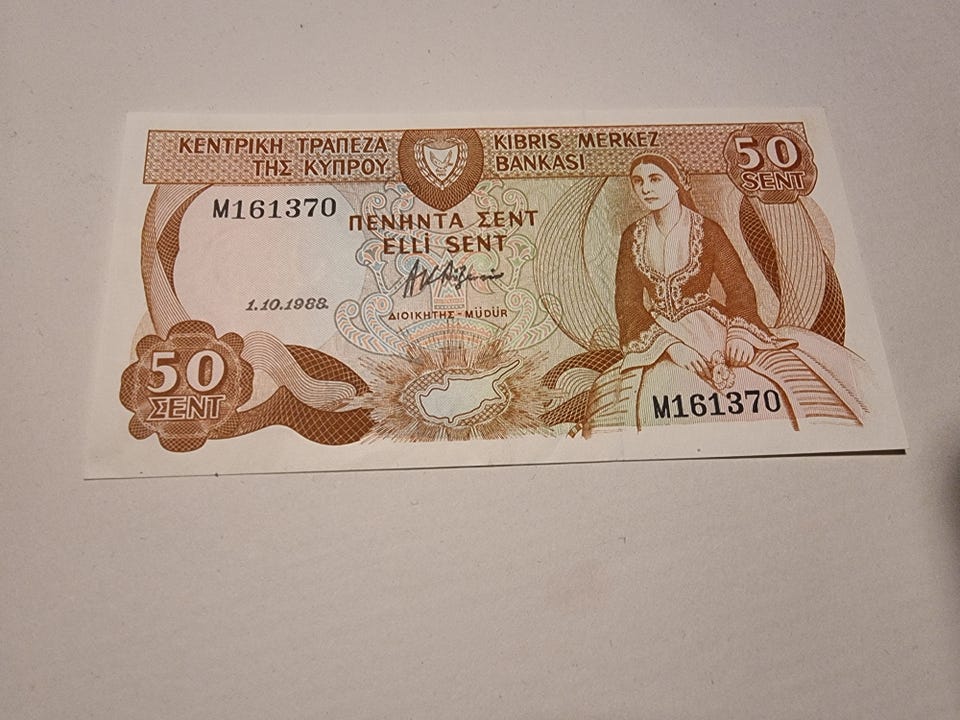 ΚΕΝΤΡΙΚΗ ΤΡΑΠΕΖΑ
ΤΗΣ ΚΥΠΡΟΥ
KIBRIS MERKEZ
BANKASI
50
SENT
M161370
ΠΕΝΗΝΤΑ ΣΕΝΤ
ELLİ SENT
1.10.1988.
ΔΙΟΙΚΗΤΗΣ - MÜDÜR
50
ΣΕΝΤ
M161370